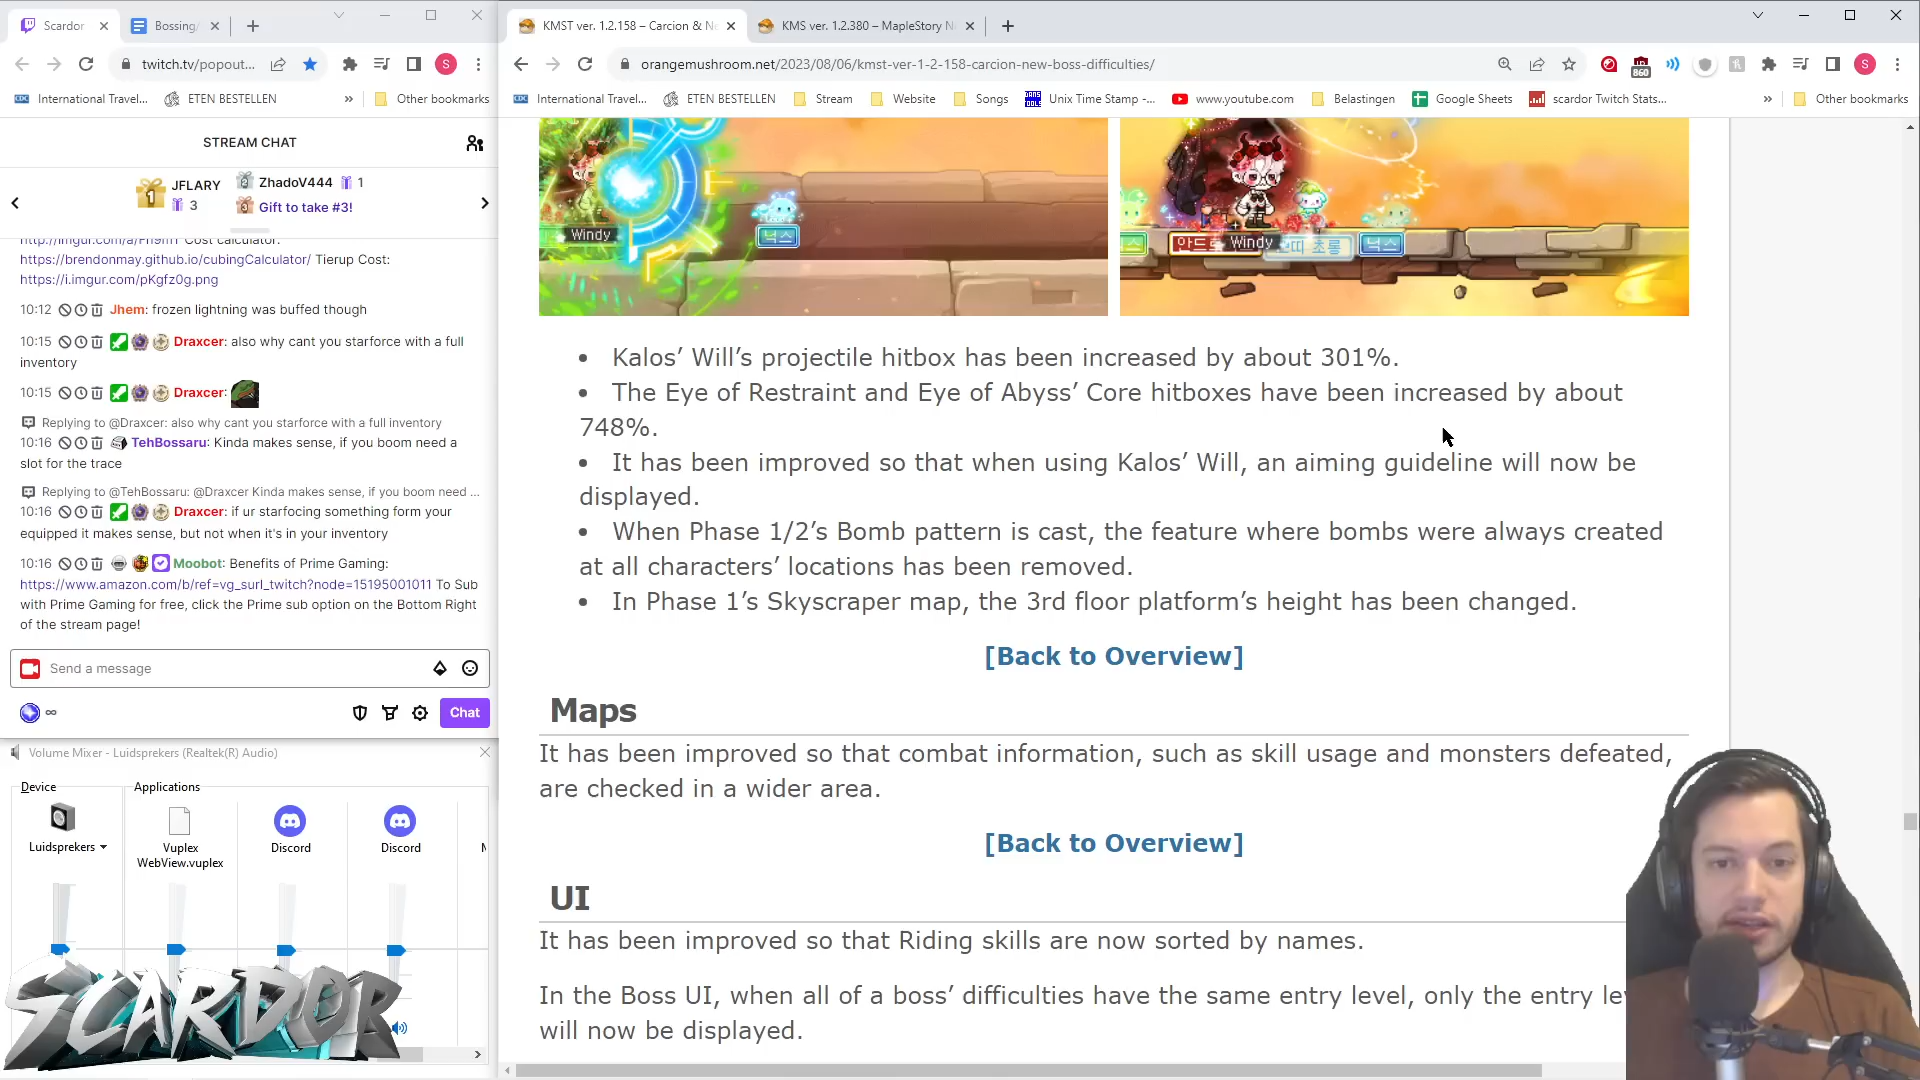 Scardor
Bossing/
KMST ver. 1.2.158 – Carcion & Ne
KMS ver. 1.2.380 – MapleStory N
twitch.tv/popout...
S
orangemushroom.net/2023/08/06/kmst-ver-1-2-158-carcion-new-boss-difficulties/
860
S
International Travel...
ETEN BESTELLEN
»
Other bookmarks
International Travel...
ETEN BESTELLEN
Stream
Website
Songs
Unix Time Stamp -...
www.youtube.com
Belastingen
Google Sheets
scardor Twitch Stats...
»
Other bookmarks
STREAM CHAT
JFLARY
3
ZhadoV444 1
Gift to take #3!
Cost calculator:
https://brendonmay.github.io/cubingCalculator/ Tierup Cost:
https://i.imgur.com/pKgfz0g.png
10:12 Jhem: frozen lightning was buffed though
10:15 Draxcer: also why cant you starforce with a full
inventory
10:15 Draxcer:
Replying to @Draxcer: also why cant you starforce with a full inventory
10:16 TehBossaru: Kinda makes sense, if you boom need a
slot for the trace
Replying to @TehBossaru: @Draxcer Kinda makes sense, if you boom need ...
10:16 Draxcer: if ur starfocing something form your
equipped it makes sense, but not when it's in your inventory
10:16 Moobot: Benefits of Prime Gaming:
https://www.amazon.com/b/ref=vg_surl_twitch?node=15195001011 To Sub
with Prime Gaming for free, click the Prime sub option on the Bottom Right
of the stream page!
Send a message
∞
Chat
Volume Mixer - Luidsprekers (Realtek(R) Audio)
Device
Applications
Luidsprekers
Vuplex
WebView.vuplex
Discord
Discord
SCARDOR
Windy
닉스
Windy
초롱
닉스
• Kalos’ Will’s projectile hitbox has been increased by about 301%.
• The Eye of Restraint and Eye of Abyss’ Core hitboxes have been increased by about
748%.
• It has been improved so that when using Kalos’ Will, an aiming guideline will now be
displayed.
• When Phase 1/2’s Bomb pattern is cast, the feature where bombs were always created
at all characters’ locations has been removed.
• In Phase 1’s Skyscraper map, the 3rd floor platform’s height has been changed.
[Back to Overview]
Maps
It has been improved so that combat information, such as skill usage and monsters defeated,
are checked in a wider area.
[Back to Overview]
UI
It has been improved so that Riding skills are now sorted by names.
In the Boss UI, when all of a boss’ difficulties have the same entry level, only the entry le
will now be displayed.